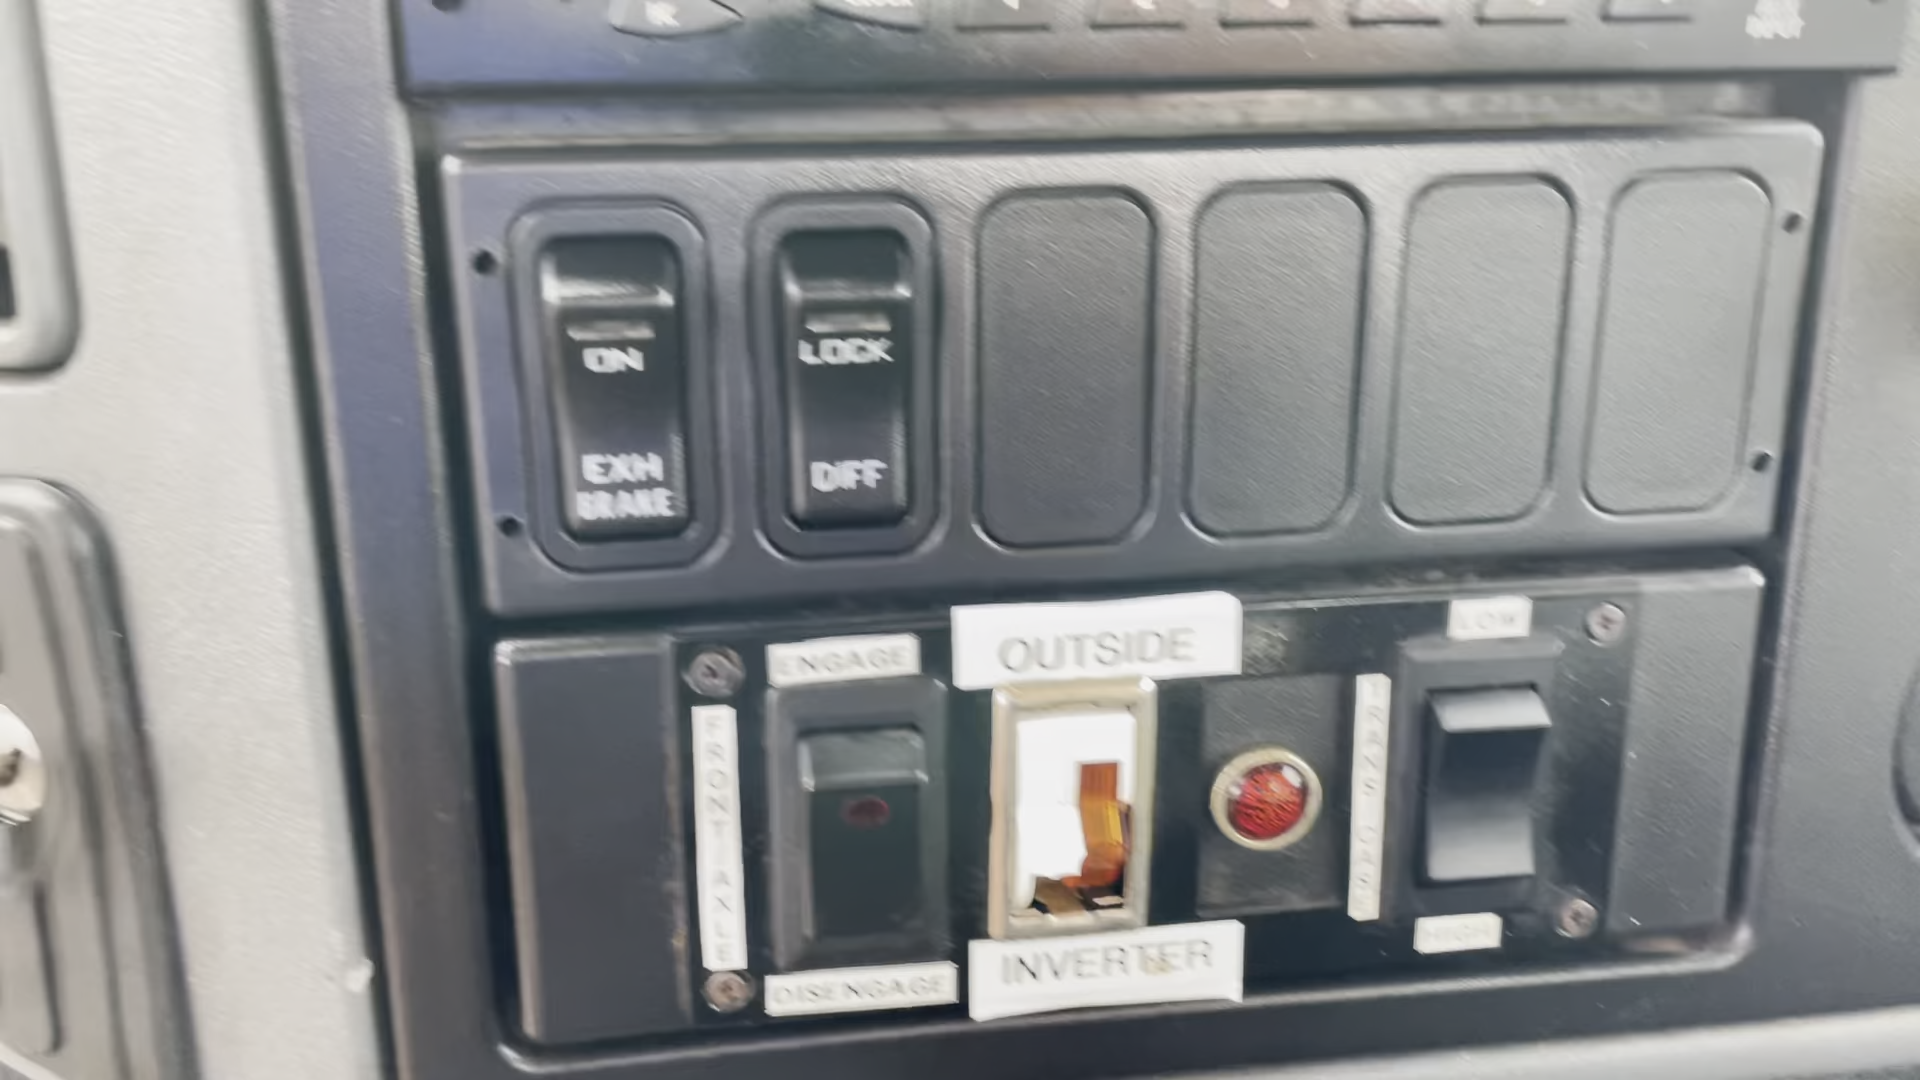 ON
EXH
BRAKE
LOCK
DIFF
ENGAGE
OUTSIDE
LOW
FRONT AXLE
TRANS CASE
INVERTER
HIGH
DISENGAGE